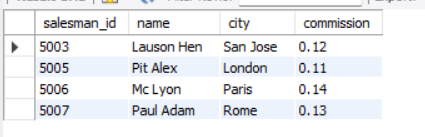 salesman_id name city commission
5003 Lauson Hen San Jose 0.12
5005 Pit Alex London 0.11
5006 Mc Lyon Paris 0.14
5007 Paul Adam Rome 0.13